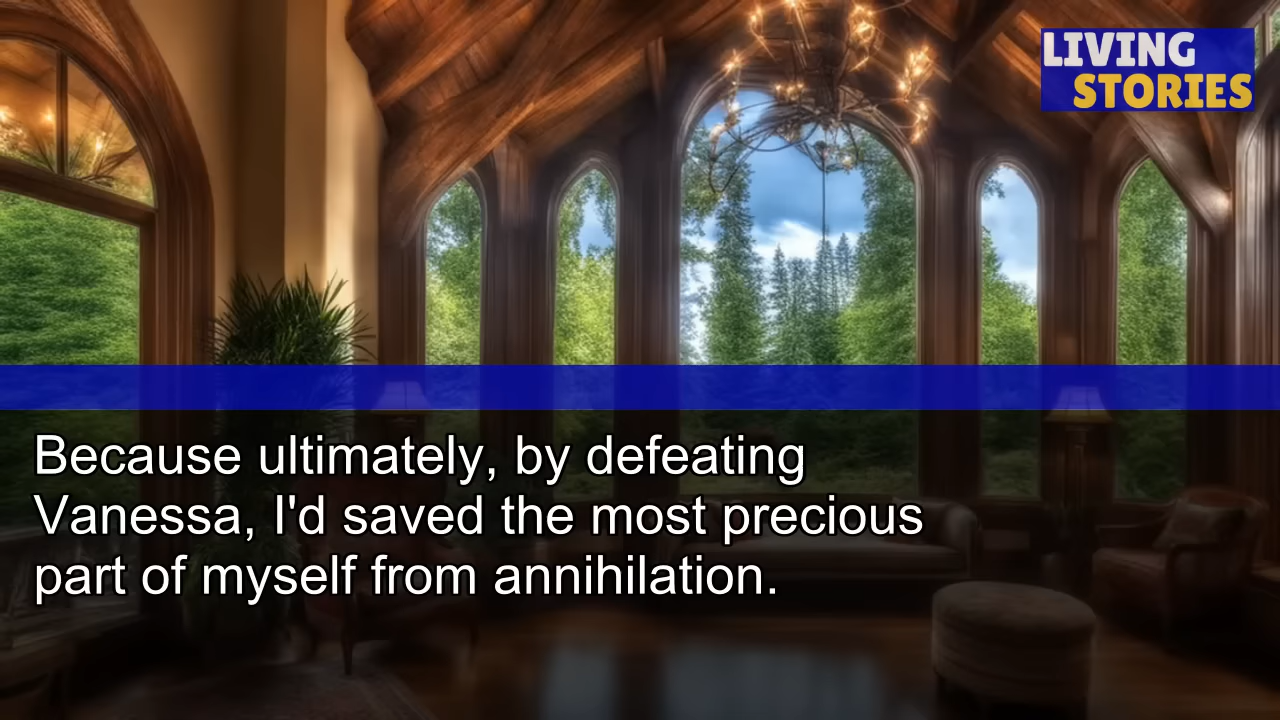 LIVING
STORIES
Because ultimately, by defeating
Vanessa, I'd saved the most precious
part of myself from annihilation.